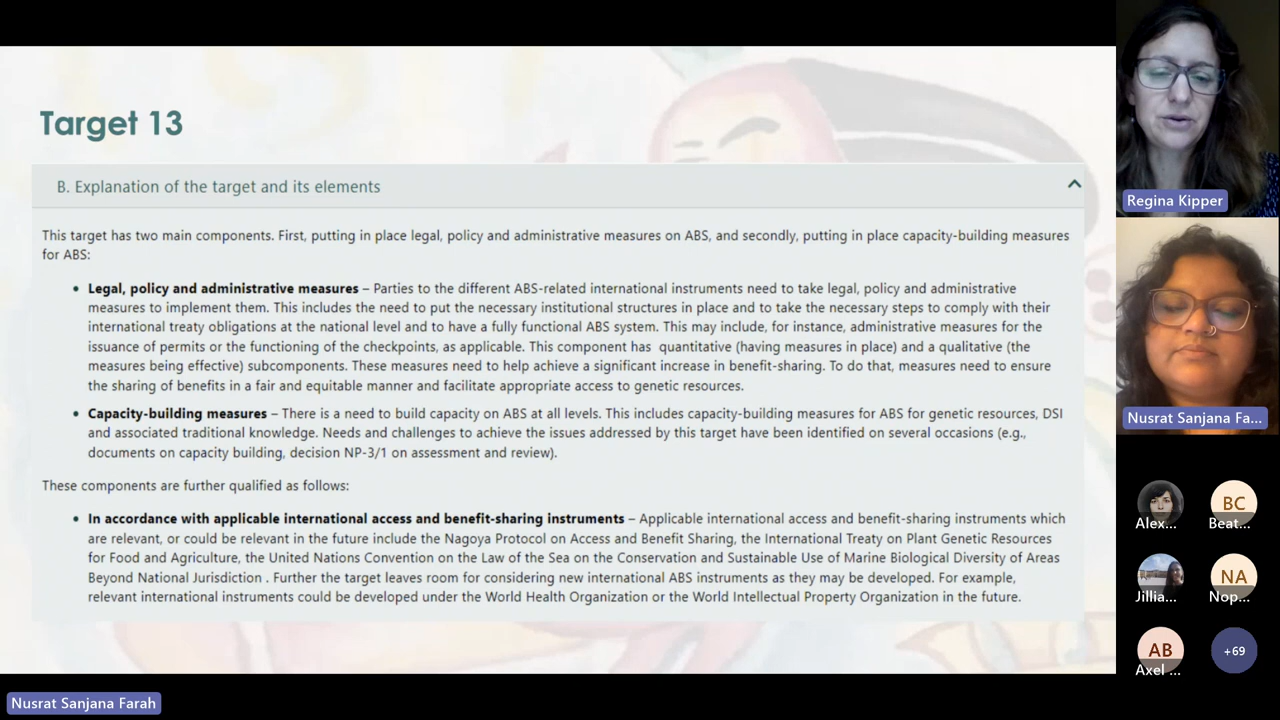 Target 13
B. Explanation of the target and its elements
This target has two main components. First, putting in place legal, policy and administrative measures on ABS, and secondly, putting in place capacity-building measures
for ABS:
• Legal, policy and administrative measures – Parties to the different ABS-related international instruments need to take legal, policy and administrative
measures to implement them. This includes the need to put the necessary institutional structures in place and to take the necessary steps to comply with their
international treaty obligations at the national level and to have a fully functional ABS system. This may include, for instance, administrative measures for the
issuance of permits or the functioning of the checkpoints, as applicable. This component has quantitative (having measures in place) and a qualitative (the
measures being effective) subcomponents. These measures need to help achieve a significant increase in benefit-sharing. To do that, measures need to ensure
the sharing of benefits in a fair and equitable manner and facilitate appropriate access to genetic resources.
• Capacity-building measures – There is a need to build capacity on ABS at all levels. This includes capacity-building measures for ABS for genetic resources, DSI
and associated traditional knowledge. Needs and challenges to achieve the issues addressed by this target have been identified on several occasions (e.g.,
documents on capacity building, decision NP-3/1 on assessment and review).
These components are further qualified as follows:
• In accordance with applicable international access and benefit-sharing instruments – Applicable international access and benefit-sharing instruments which
are relevant, or could be relevant in the future include the Nagoya Protocol on Access and Benefit Sharing, the International Treaty on Plant Genetic Resources
for Food and Agriculture, the United Nations Convention on the Law of the Sea on the Conservation and Sustainable Use of Marine Biological Diversity of Areas
Beyond National Jurisdiction . Further the target leaves room for considering new international ABS instruments as they may be developed. For example,
relevant international instruments could be developed under the World Health Organization or the World Intellectual Property Organization in the future.
Nusrat Sanjana Farah
Regina Kipper
Nusrat Sanjana Fa...
BC
Alex...
Beat...
NA
Jillia...
Nop...
AB
+69
Axel ...